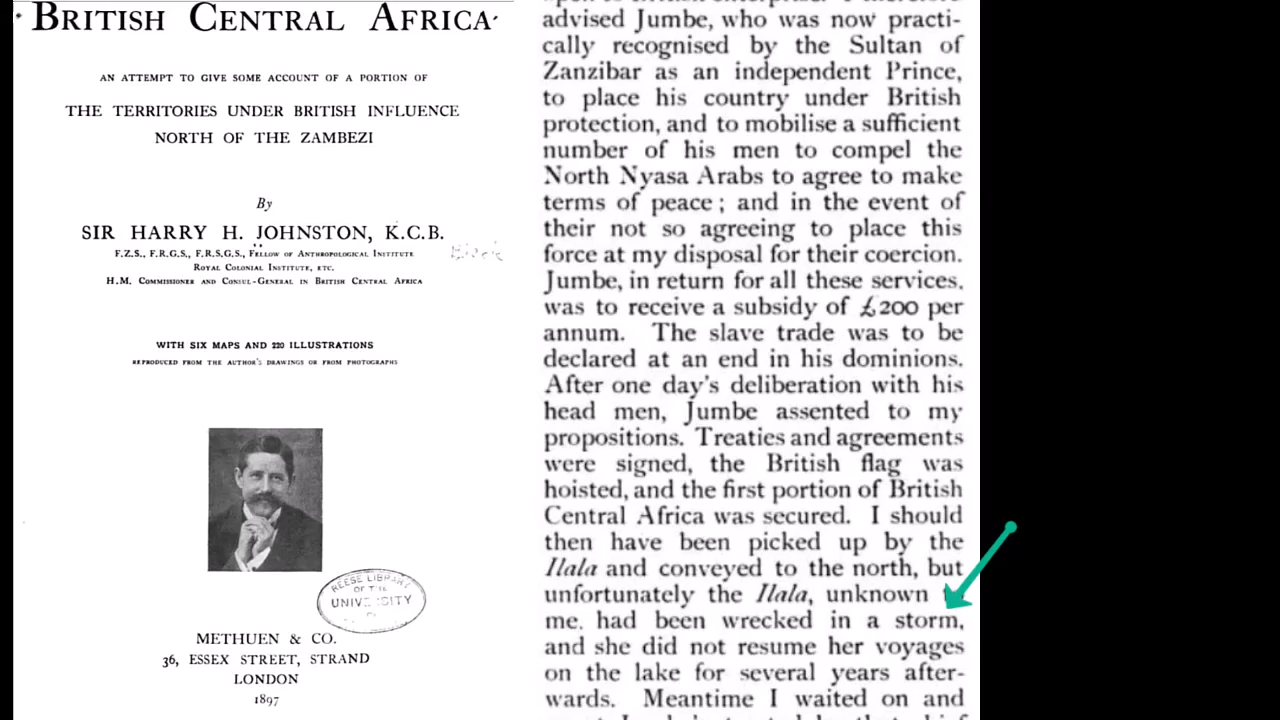 BRITISH CENTRAL AFRICA
AN ATTEMPT TO GIVE SOME ACCOUNT OF A PORTION OF
THE TERRITORIES UNDER BRITISH INFLUENCE
NORTH OF THE ZAMBEZI
By
SIR HARRY H. JOHNSTON, K.C.B.
F.Z.S., F.R.G.S., F.R.S.G.S., FELLOW OF ANTHROPOLOGICAL INSTITUTE
ROYAL COLONIAL INSTITUTE, ETC.
H.M. COMMISSIONER AND CONSUL-GENERAL IN BRITISH CENTRAL AFRICA
WITH SIX MAPS AND 220 ILLUSTRATIONS
REPRODUCED FROM THE AUTHOR'S DRAWINGS OR FROM PHOTOGRAPHS
REESE LIBRARY
OF THE
UNIVERSITY
METHUEN & CO.
36, ESSEX STREET, STRAND
LONDON
1897
advised Jumbe, who was now practi-
cally recognised by the Sultan of
Zanzibar as an independent Prince,
to place his country under British
protection, and to mobilise a sufficient
number of his men to compel the
North Nyasa Arabs to agree to make
terms of peace; and in the event of
their not so agreeing to place this
force at my disposal for their coercion.
Jumbe, in return for all these services,
was to receive a subsidy of £200 per
annum. The slave trade was to be
declared at an end in his dominions.
After one day's deliberation with his
head men, Jumbe assented to my
propositions. Treaties and agreements
were signed, the British flag was
hoisted, and the first portion of British
Central Africa was secured. I should
then have been picked up by the
Ilala and conveyed to the north, but
unfortunately the Ilala, unknown
me, had been wrecked in a storm,
and she did not resume her voyages
on the lake for several years after-
wards. Meantime I waited on and